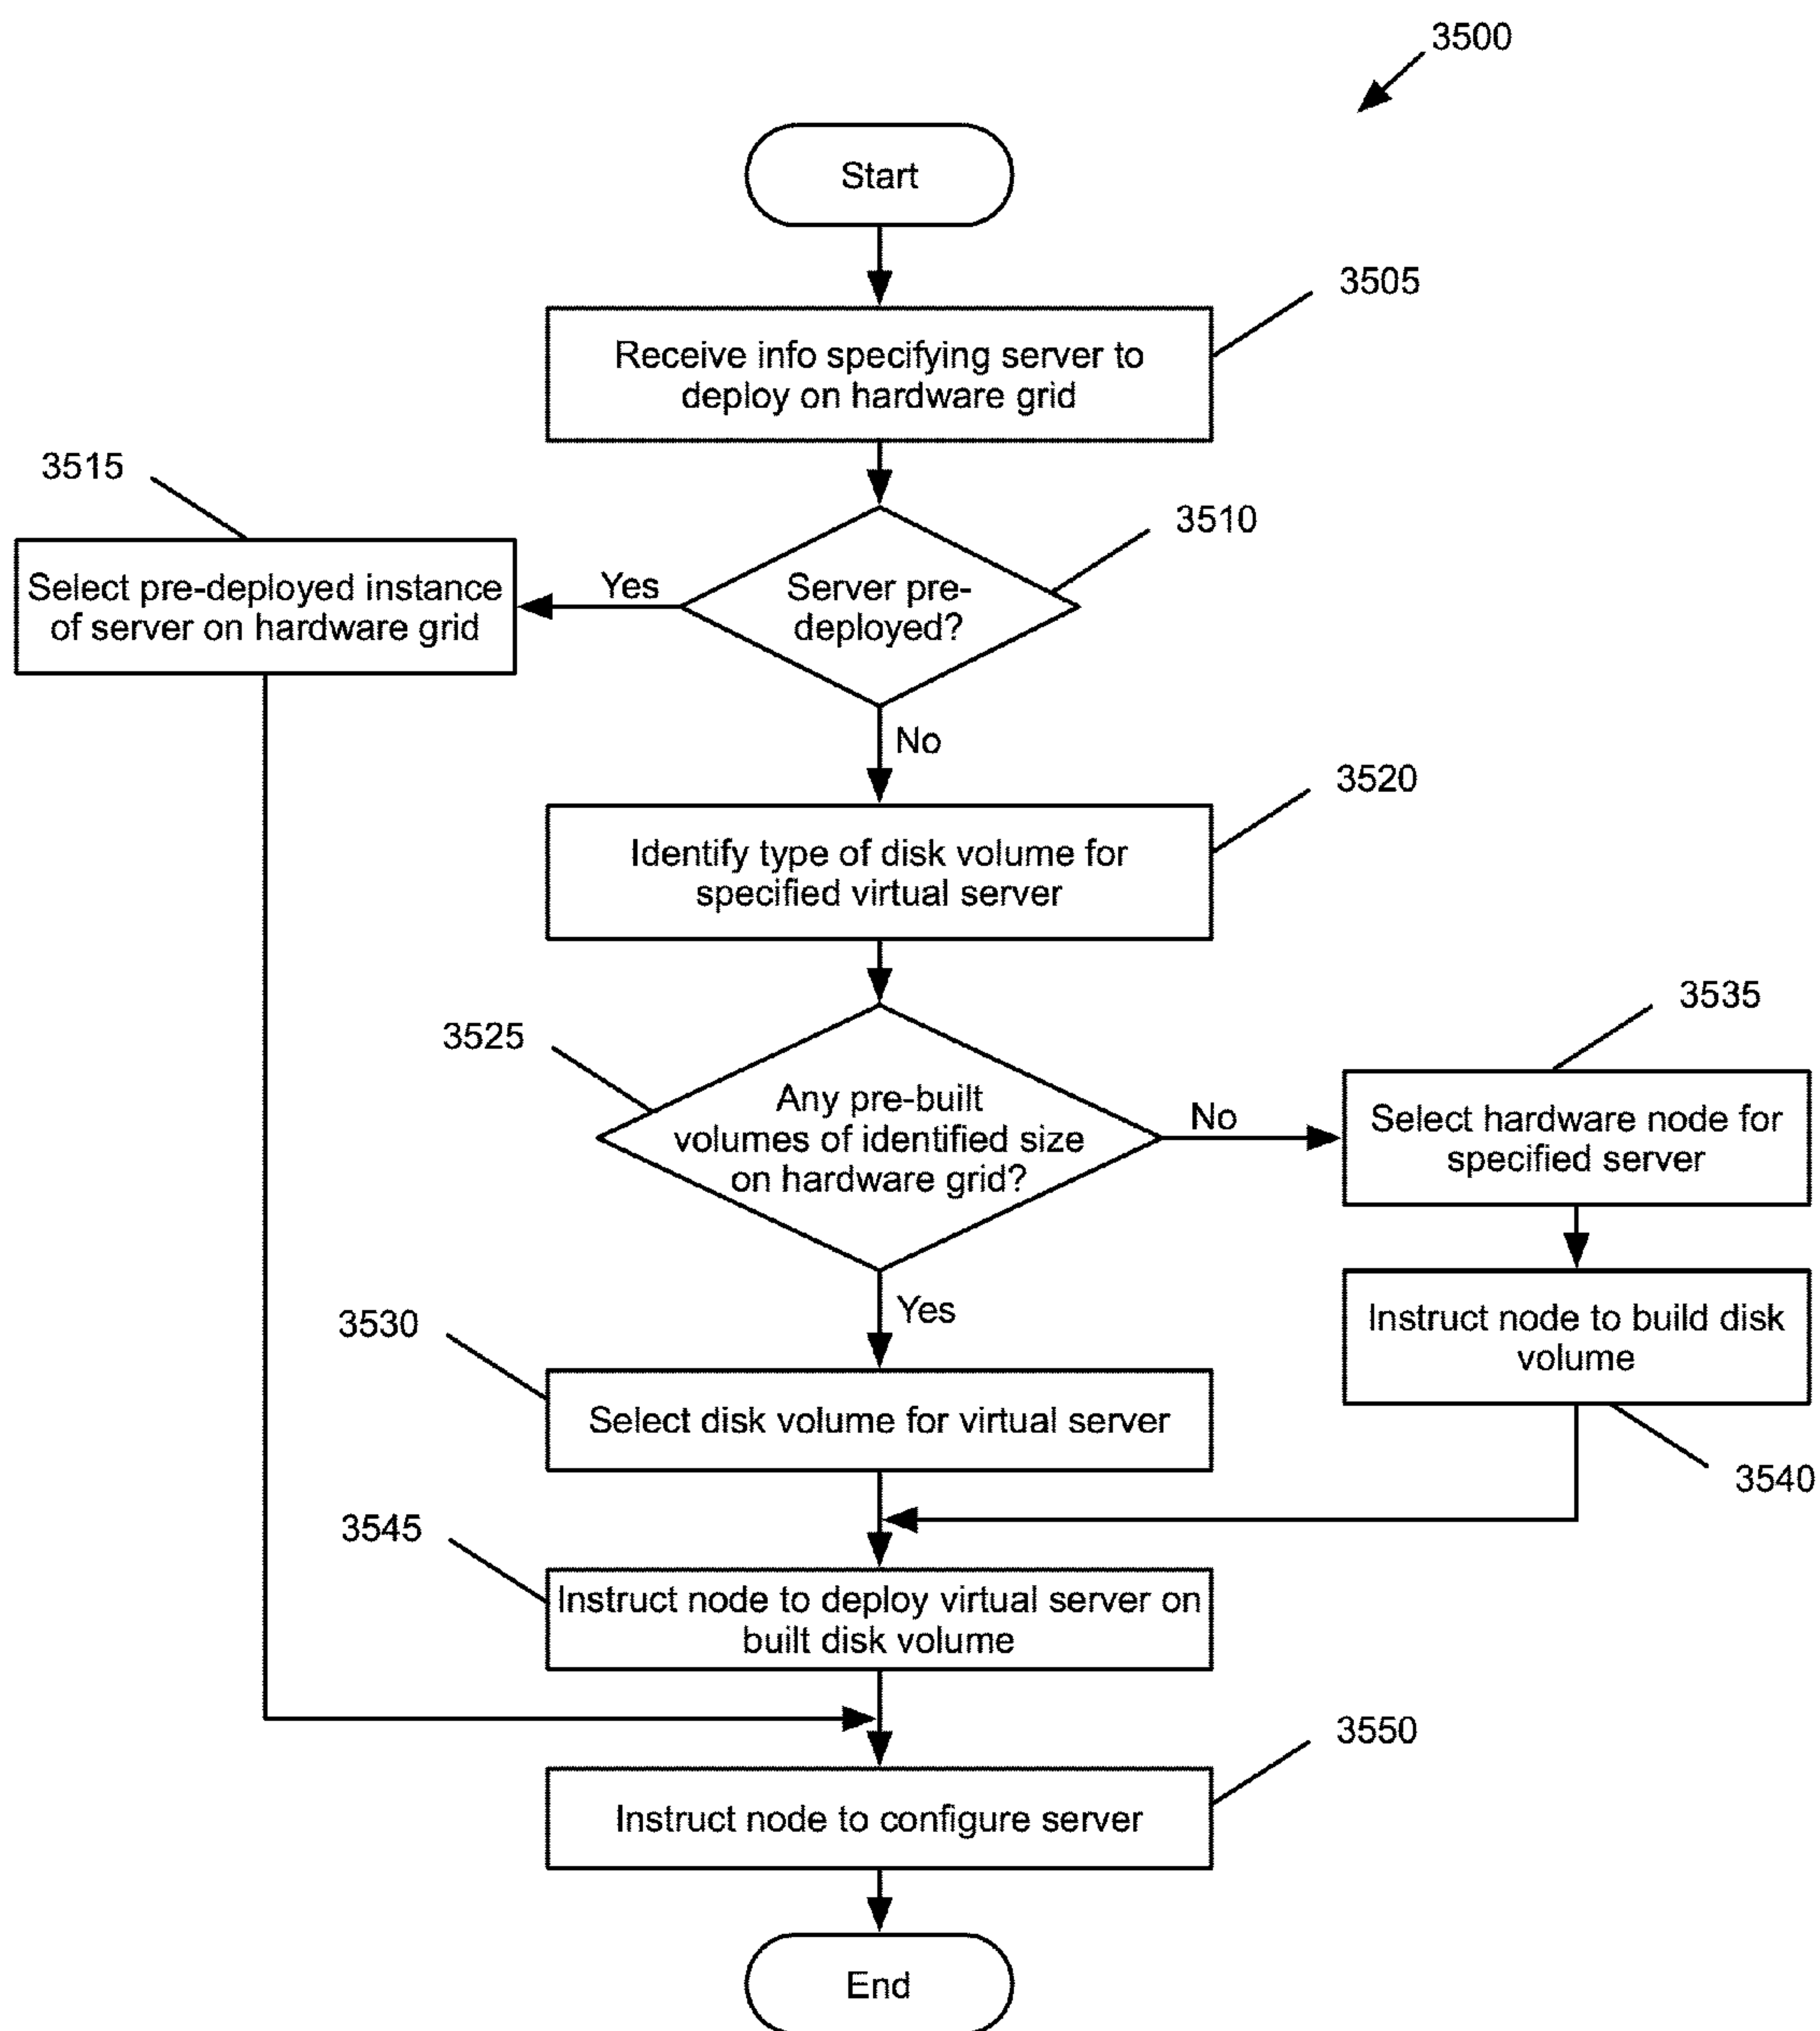 3500
Start
3505
Receive info specifying server to
deploy on hardware grid
3515
3510
Select pre-deployed instance
of server on hardware grid
Yes
Server pre-
deployed?
No
3520
Identify type of disk volume for
specified virtual server
3535
3525
Any pre-built
volumes of identified size
on hardware grid?
No
Select hardware node for
specified server
Yes
3530
Instruct node to build disk
volume
Select disk volume for virtual server
3540
3545
Instruct node to deploy virtual server on
built disk volume
3550
Instruct node to configure server
End